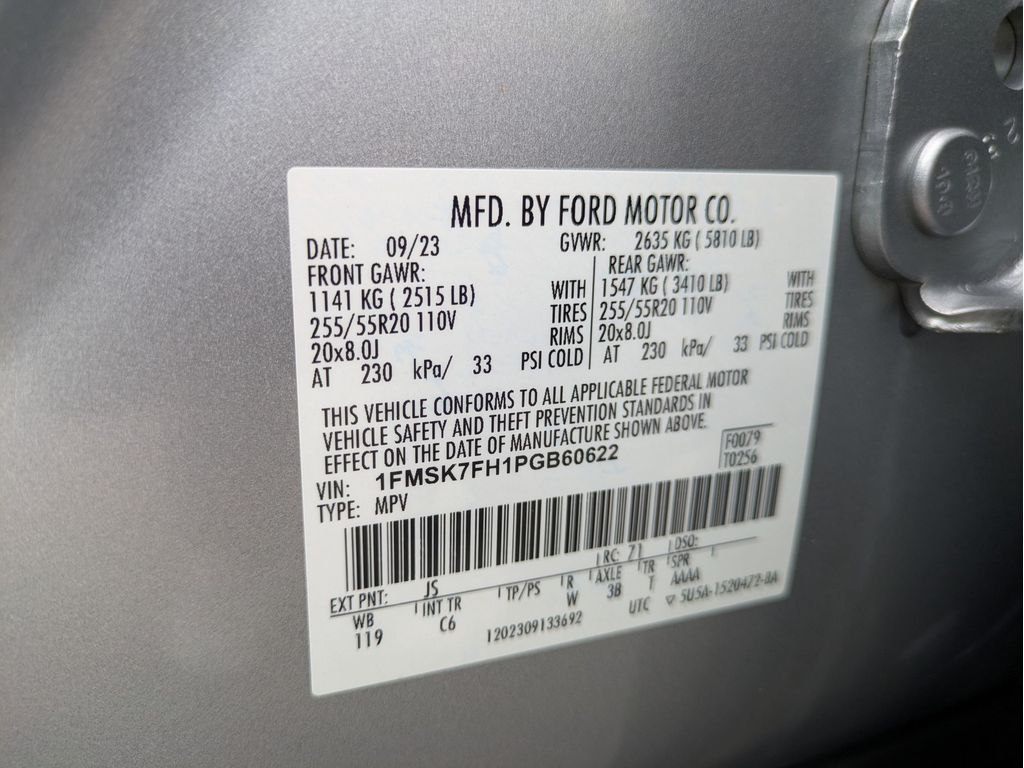 MFD. BY FORD MOTOR CO.
DATE: 09/23 GVWR: 2635 KG ( 5810 LB)
FRONT GAWR: REAR GAWR:
1141 KG ( 2515 LB) WITH 1547 KG ( 3410 LB) WITH
255/55R20 110V TIRES 255/55R20 110V TIRES
20x8.0J RIMS 20x8.0J RIMS
AT 230 kPa/ 33 PSI COLD AT 230 kPa/ 33 PSI COLD
THIS VEHICLE CONFORMS TO ALL APPLICABLE FEDERAL MOTOR
VEHICLE SAFETY AND THEFT PREVENTION STANDARDS IN
EFFECT ON THE DATE OF MANUFACTURE SHOWN ABOVE.
VIN: 1FMSK7FH1PGB60622
F0079
TYPE: MPV
T0256
EXT PNT: JS RC: 71 DSO:
WB INT TR TP/PS R AXLE TR SPR
119 C6 W 3B T AAAA
1202309133692 UTC ▽ 5U5A-1520472-BA